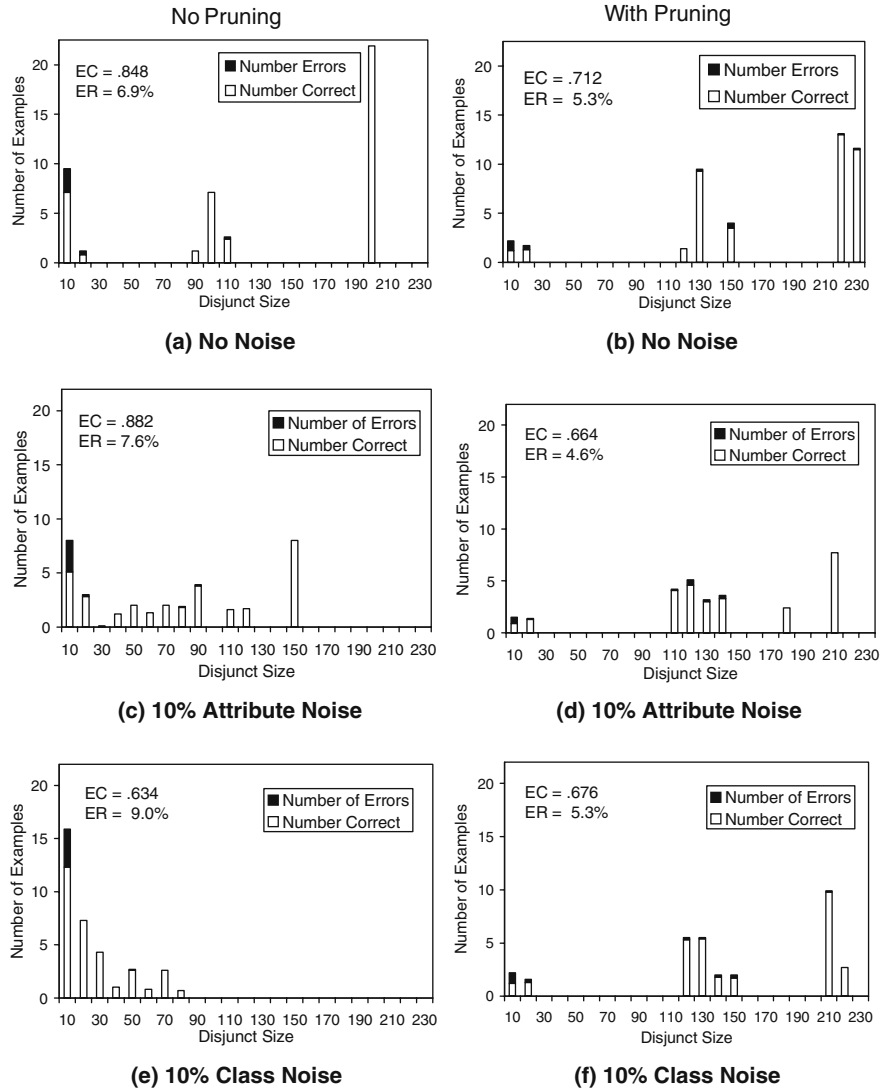 No Pruning
With Pruning
Number of Examples
20
15
10
5
0
EC = .848
ER = 6.9%
Number Errors
Number Correct
10 30 50 70 90 110 130 150 170 190 210 230
Disjunct Size
(a) No Noise
Number of Examples
20
15
10
5
0
EC = .712
ER = 5.3%
Number Errors
Number Correct
10 30 50 70 90 110 130 150 170 190 210 230
Disjunct Size
(b) No Noise
Number of Examples
20
15
10
5
0
EC = .882
ER = 7.6%
Number of Errors
Number Correct
10 30 50 70 90 110 130 150 170 190 210 230
Disjunct Size
(c) 10% Attribute Noise
Number of Examples
20
15
10
5
0
EC = .664
ER = 4.6%
Number of Errors
Number Correct
10 30 50 70 90 110 130 150 170 190 210 230
Disjunct Size
(d) 10% Attribute Noise
Number of Examples
20
15
10
5
0
EC = .634
ER = 9.0%
Number of Errors
Number Correct
10 30 50 70 90 110 130 150 170 190 210 230
Disjunct Size
(e) 10% Class Noise
Number of Examples
20
15
10
5
0
EC = .676
ER = 5.3%
Number of Errors
Number Correct
10 30 50 70 90 110 130 150 170 190 210 230
Disjunct Size
(f) 10% Class Noise